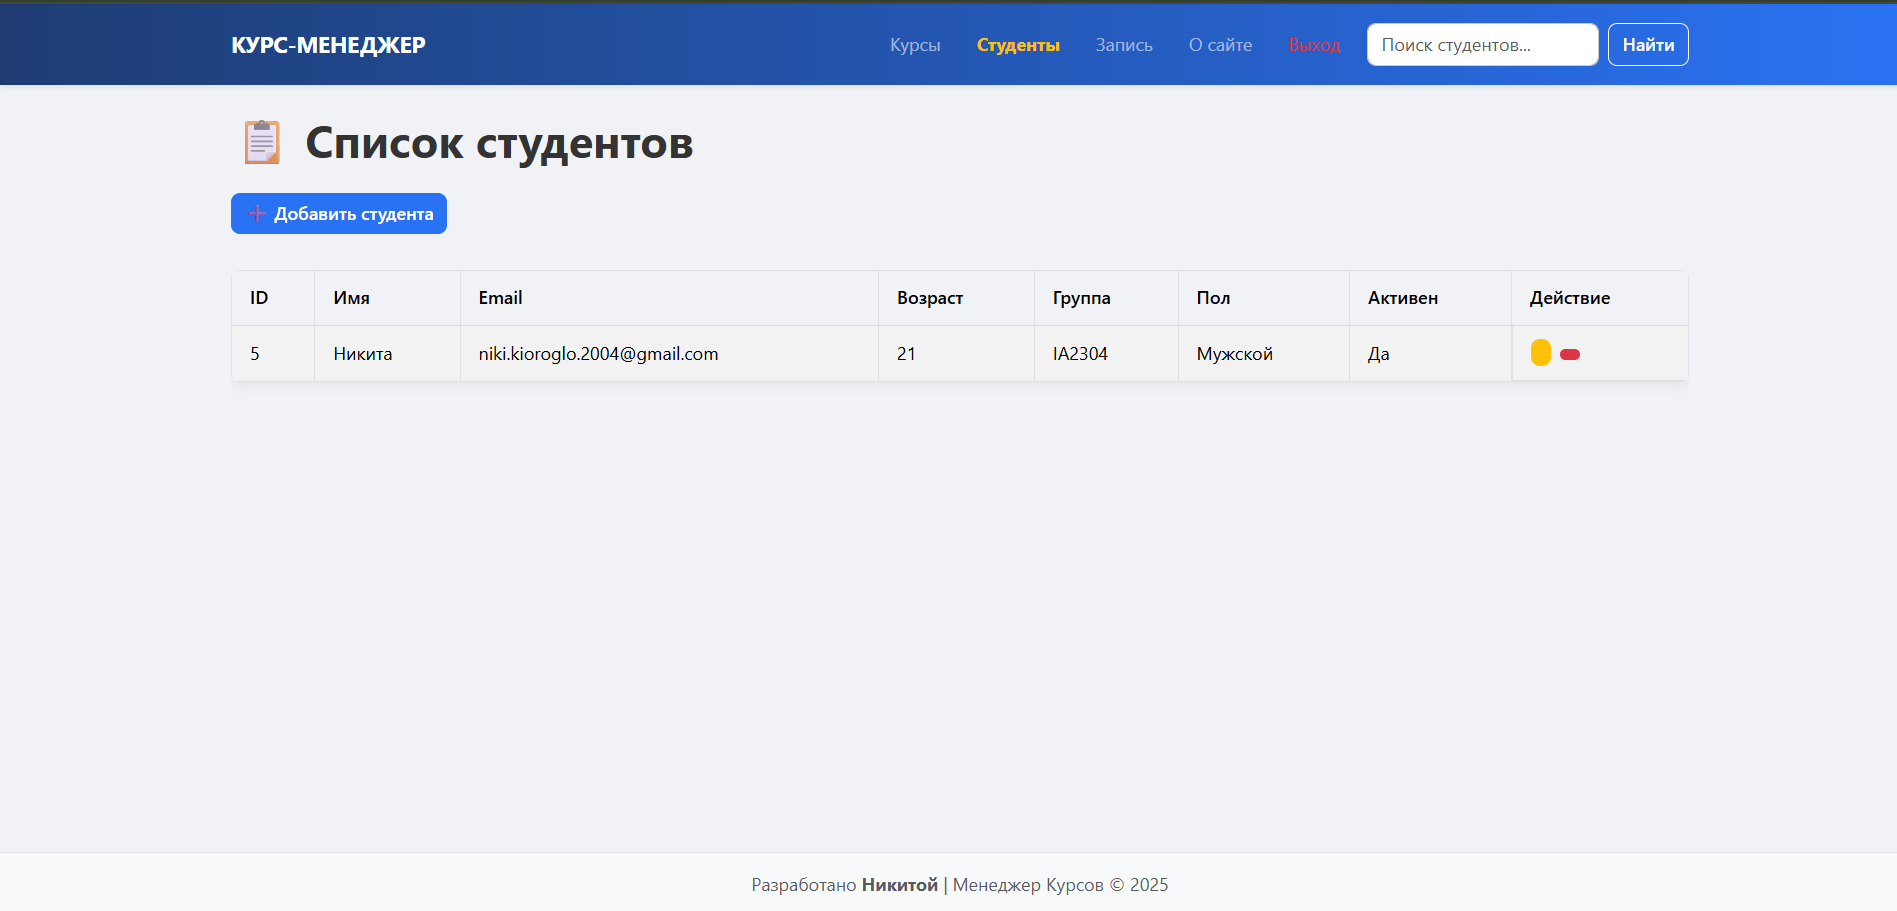 КУРС-МЕНЕДЖЕР Курсы Студенты Запись О сайте Выход Поиск студентов... Найти
Список студентов
Добавить студента
ID Имя Email Возраст Группа Пол Активен Действие
5 Никита niki.kioroglo.2004@gmail.com 21 IA2304 Мужской Да
Разработано Никитой | Менеджер Курсов © 2025